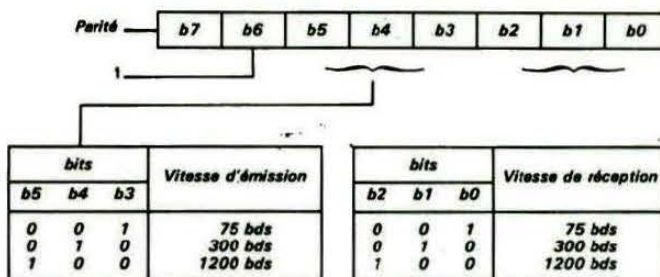 Parité b7 b6 b5 b4 b3 b2 b1 b0
1
bits Vitesse d'émission
b5 b4 b3
0 0 1 75 bds
0 1 0 300 bds
1 0 0 1200 bds
bits Vitesse de réception
b2 b1 b0
0 0 1 75 bds
0 1 0 300 bds
1 0 0 1200 bds